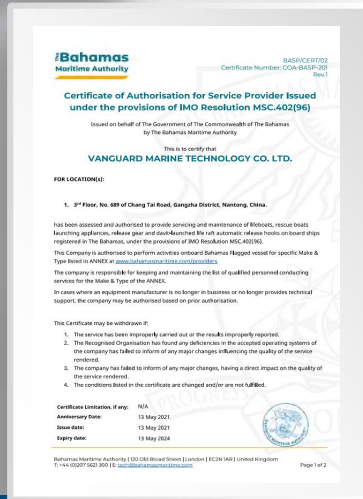 Bahamas
Maritime Authority
BASP/CERT/02
Certificate Number: COA-BASP-201
Rev.1
Certificate of Authorisation for Service Provider Issued
under the provisions of IMO Resolution MSC.402(96)
Issued on behalf of The Government of The Commonwealth of The Bahamas
by The Bahamas Maritime Authority
This is to certify that
VANGUARD MARINE TECHNOLOGY CO. LTD.
FOR LOCATION(s):
1. 3rd Floor, No. 689 of Chang Tai Road, Gangzha District, Nantong, China.
has been assessed and authorised to provide servicing and maintenance of lifeboats, rescue boats
launching appliances, release gear and davit-launched life raft automatic release hooks on board ships
registered in The Bahamas, under the provisions of IMO Resolution MSC.402(96).
This Company is authorised to perform activities onboard Bahamas Flagged vessel for specific Make &
Type listed in ANNEX at www.bahamasmaritime.com/providers
The company is responsible for keeping and maintaining the list of qualified personnel conducting
services for the Make & Type of the ANNEX.
In cases where an equipment manufacturer is no longer in business or no longer provides technical
support, the company may be authorised based on prior authorisation.
This Certificate may be withdrawn if:
1. The service has been improperly carried out or the results improperly reported.
2. The Recognised Organisation has found any deficiencies in the accepted operating systems of
the company has failed to inform of any major changes influencing the quality of the service
rendered.
3. The company has failed to inform of any major changes, having a direct impact on the quality of
the service rendered.
4. The conditions listed in the certificate are changed and/or are not fulfilled.
Certificate Limitation, if any: N/A
Anniversary Date: 13 May 2021
Issue date: 13 May 2021
Expiry date: 13 May 2024
Bahamas Maritime Authority | 120 Old Broad Street | London | EC2N 1AR | United Kingdom
T: +44 (0)207 5621 300 | E: tech@bahamasmaritime.com
Page 1 of 2